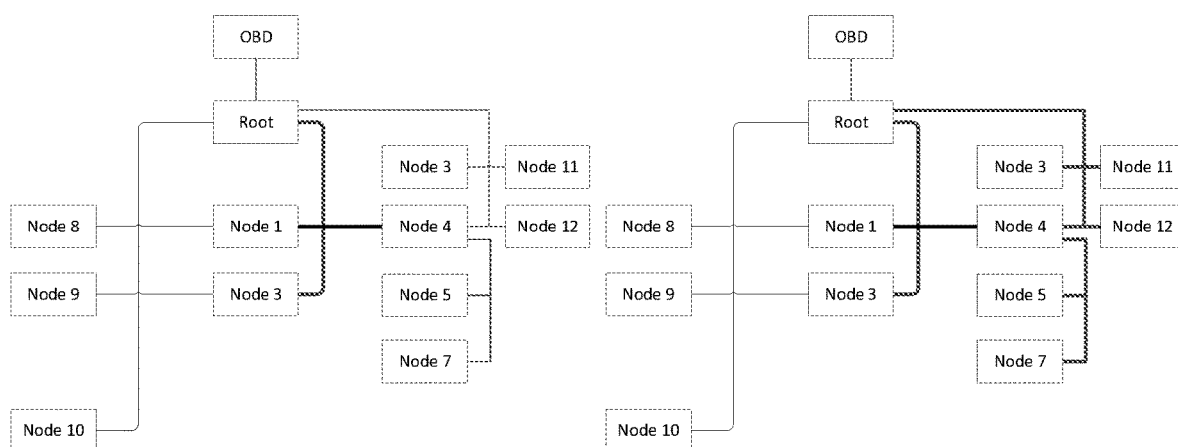 OBD
Root
Node 3
Node 11
Node 8
Node 1
Node 4
Node 12
Node 9
Node 3
Node 5
Node 7
Node 10
OBD
Root
Node 3
Node 11
Node 8
Node 1
Node 4
Node 12
Node 9
Node 3
Node 5
Node 7
Node 10